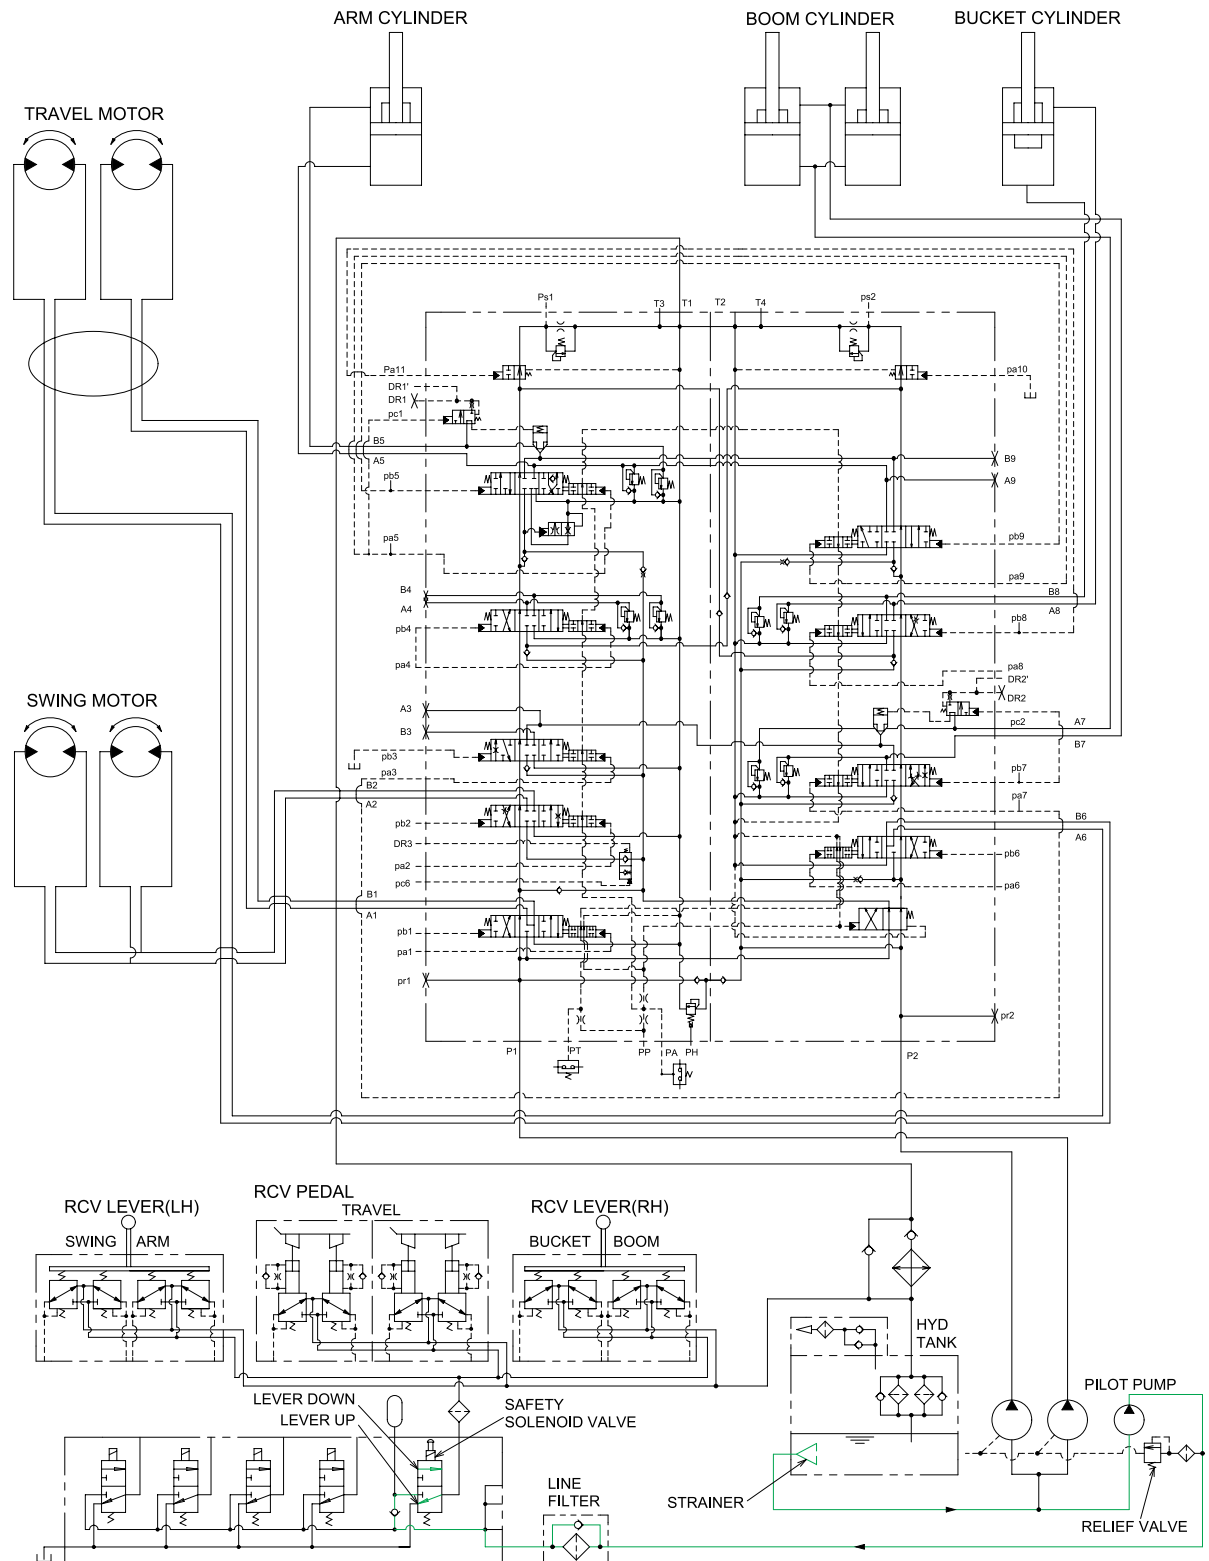 ARM CYLINDER
BOOM CYLINDER
BUCKET CYLINDER
TRAVEL MOTOR
Ps1
T3
T1
T2
T4
ps2
Pa11
pa10
DR1'
DR1
pc1
B5
A5
B9
A9
pb5
pa5
pb9
pa9
B4
A4
B8
A8
pb4
pb8
pa4
pa8
DR2'
DR2
SWING MOTOR
A3
B3
pc2
A7
B7
pb3
pa3
pb7
pa7
B2
A2
B6
A6
pb2
DR3
pa2
pc6
pb6
pa6
B1
A1
pb1
pa1
pr1
pr2
P1
PT
PP
PA
PH
P2
RCV LEVER(LH)
SWING
ARM
RCV PEDAL
TRAVEL
RCV LEVER(RH)
BUCKET
BOOM
HYD
TANK
PILOT PUMP
LEVER DOWN
LEVER UP
SAFETY
SOLENOID VALVE
LINE
FILTER
STRAINER
RELIEF VALVE